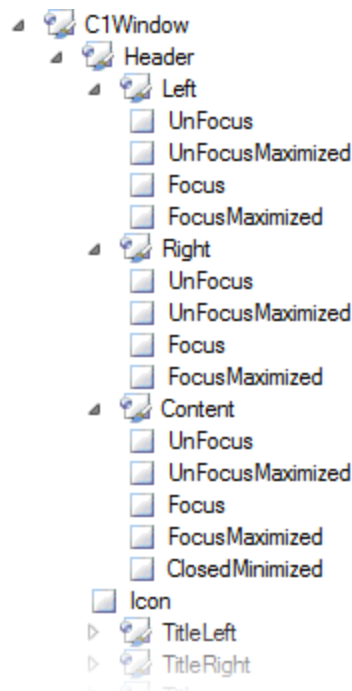 C1Window
Header
Left
UnFocus
UnFocusMaximized
Focus
FocusMaximized
Right
UnFocus
UnFocusMaximized
Focus
FocusMaximized
Content
UnFocus
UnFocusMaximized
Focus
FocusMaximized
ClosedMinimized
Icon
TitleLeft
TitleRight